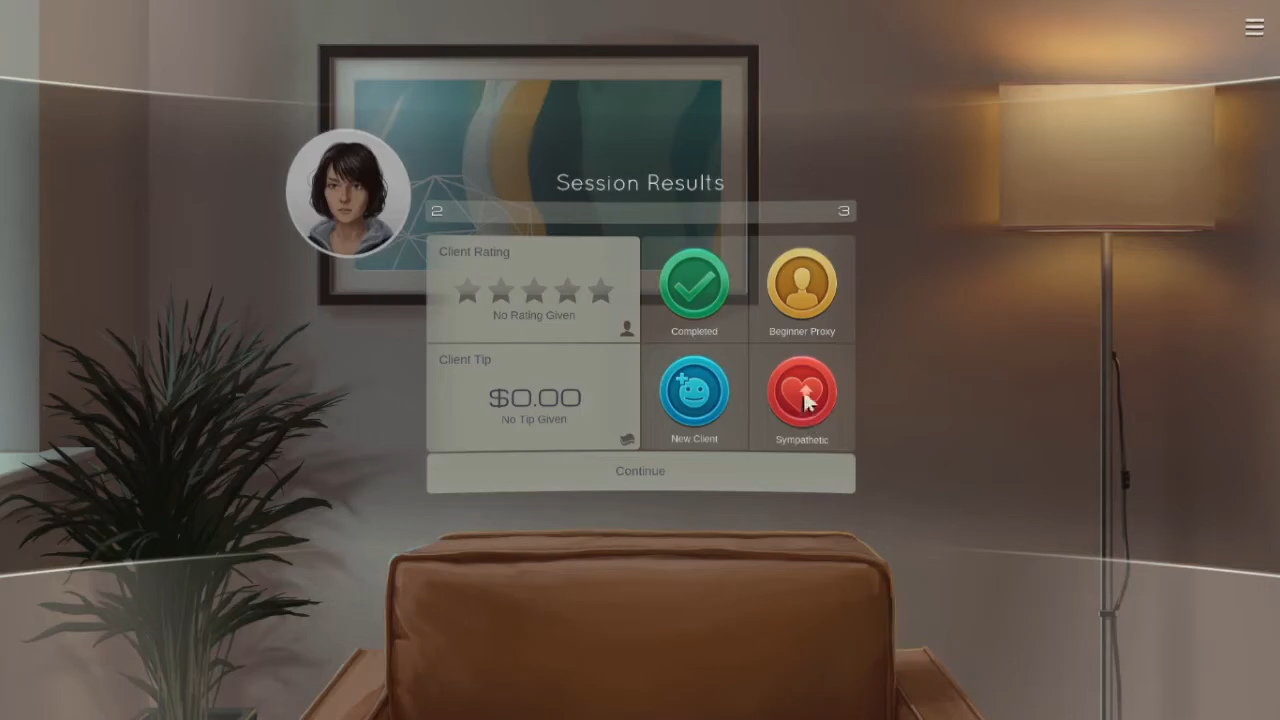 Session Results
2
3
Client Rating
No Rating Given
Completed
Beginner Proxy
Client Tip
$0.00
No Tip Given
New Client
Sympathetic
Continue